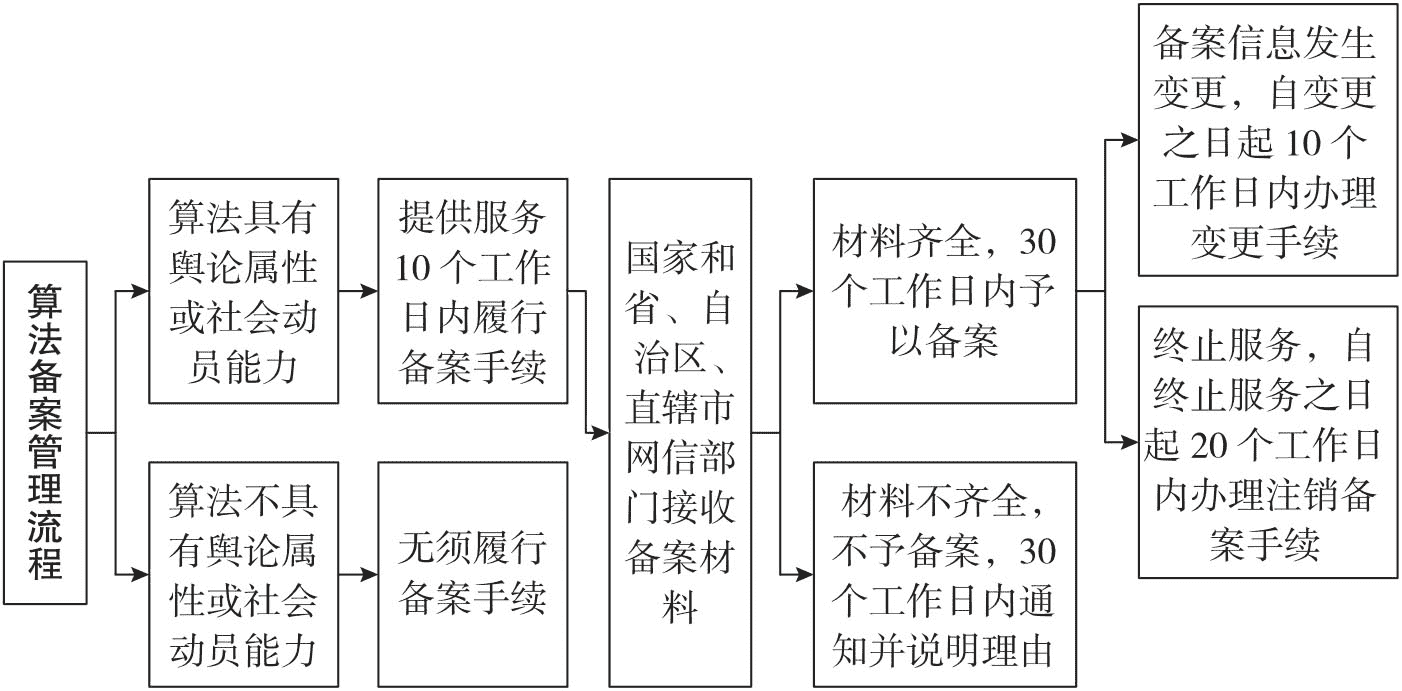 算法备案管理流程
算法具有
舆论属性
或社会动
员能力
提供服务
10个工作
日内履行
备案手续
算法不具
有舆论属
性或社会
动员能力
无须履行
备案手续
国家和
省、自
治区、
直辖市
网信部
门接收
备案材
料
材料齐全，30
个工作日内予
以备案
材料不齐全，
不予备案，30
个工作日内通
知并说明理由
备案信息发生
变更，自变更
之日起10个
工作日内办理
变更手续
终止服务，自
终止服务之日
起20个工作日
内办理注销备
案手续